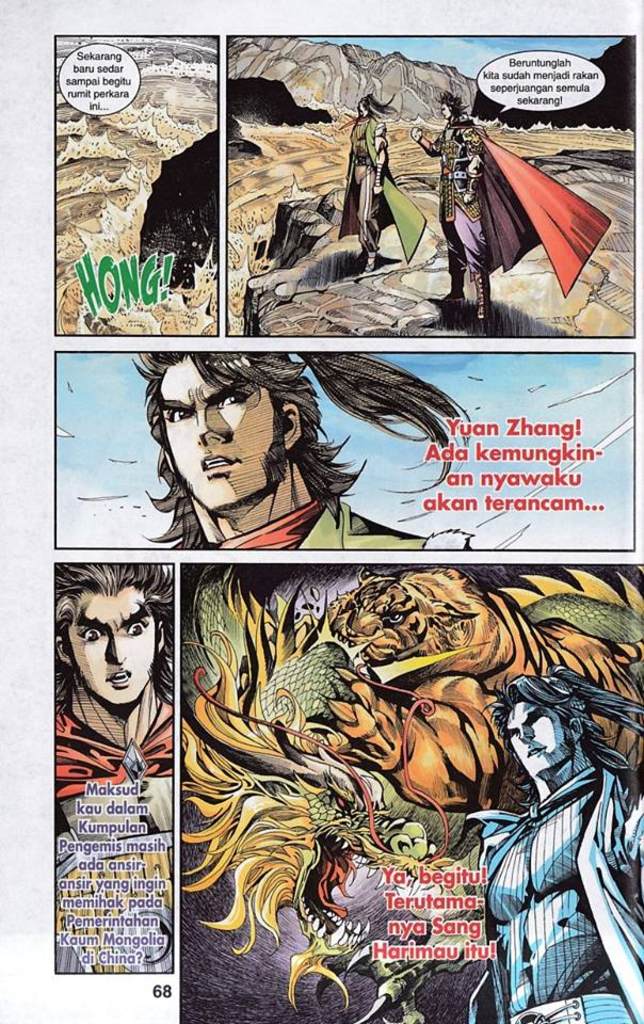 Sekarang
baru sedar
sampai begitu
rumit perkara
ini...
HONG!
Beruntunglah
kita sudah menjadi rakan
seperjuangan semula
sekarang!
Yuan Zhang!
Ada kemungkin-
an nyawaku
akan terancam...
Maksud
kau dalam
Kumpulan
Pengemis masih
ada ansir-
ansir yang ingin
memihak pada
Pemerintahan
Kaum Mongolia
di China?
Ya, begitu!
Terutama-
nya Sang
Harimau itu!
68